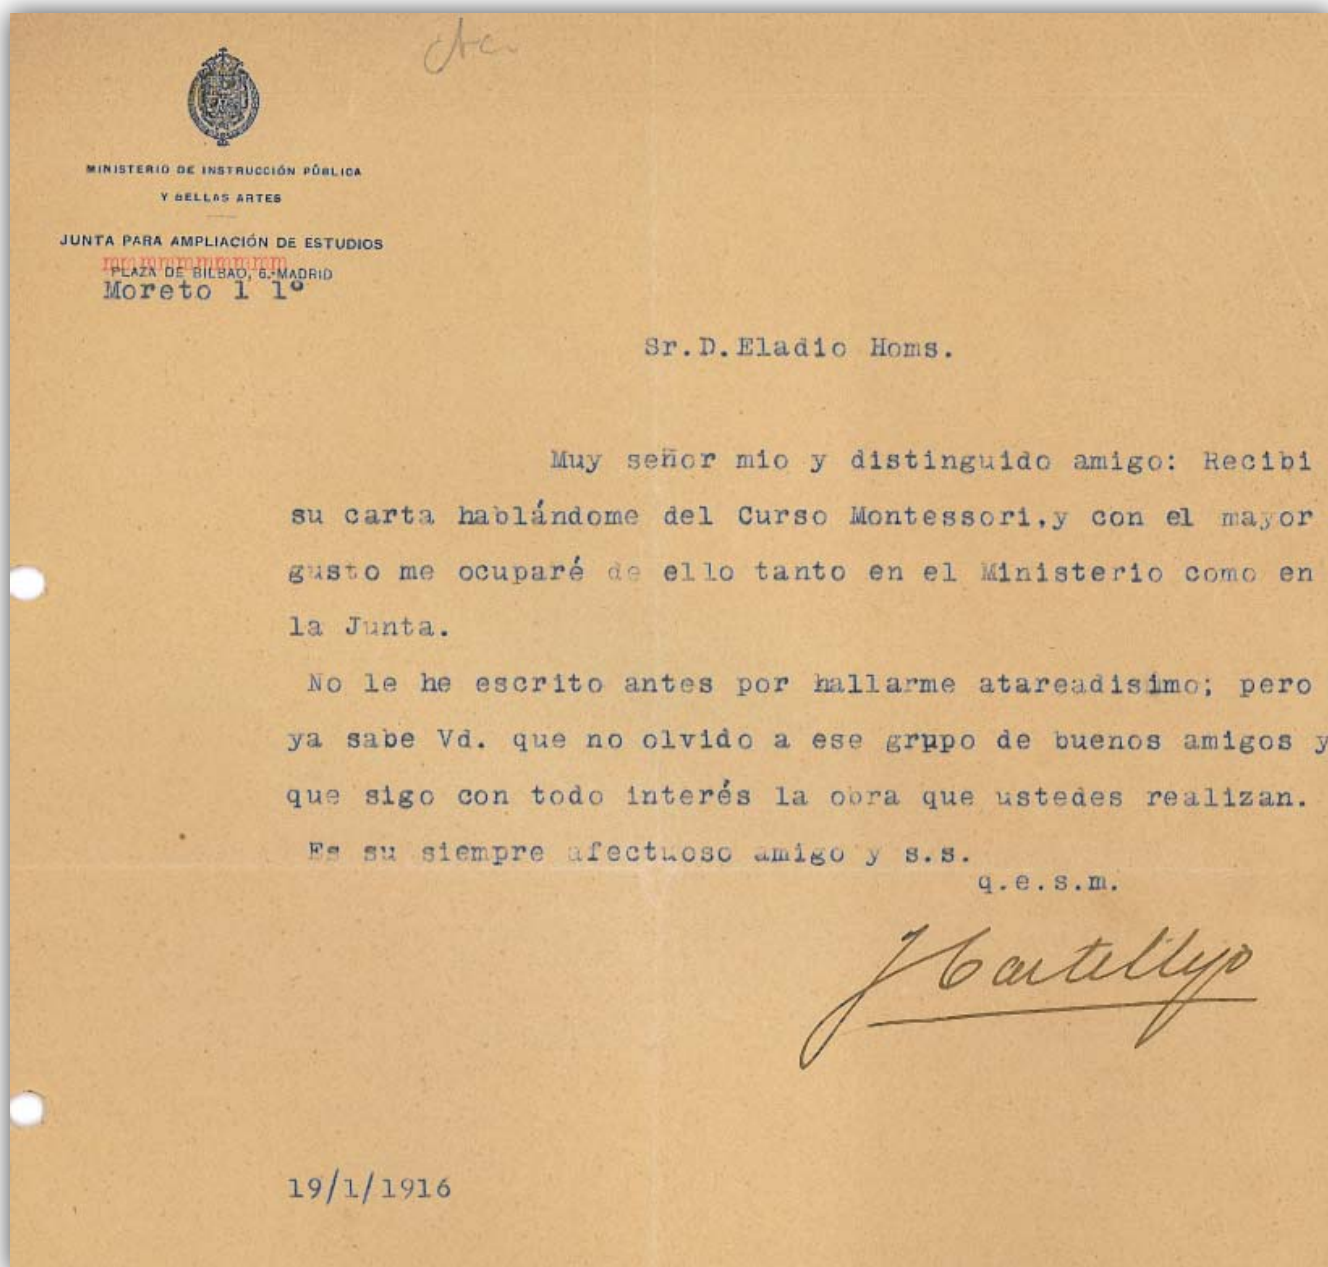 MINISTERIO DE INSTRUCCIÓN PÚBLICA
Y BELLAS ARTES
JUNTA PARA AMPLIACIÓN DE ESTUDIOS
mmmmmmmmmmm
PLAZA DE BILBAO, 6.-MADRID
Moreto 1 1º
Sr.D.Eladio Homs.
Muy señor mio y distinguido amigo: Recibi
su carta hablándome del Curso Montessori,y con el mayor
gusto me ocuparé de ello tanto en el Ministerio como en
la Junta.
No le he escrito antes por hallarme atareadisimo; pero
ya sabe Vd. que no olvido a ese grppo de buenos amigos y
que sigo con todo interés la obra que ustedes realizan.
Es su siempre afectuoso amigo y s.s.
q.e.s.m.
J Castillejo
19/1/1916